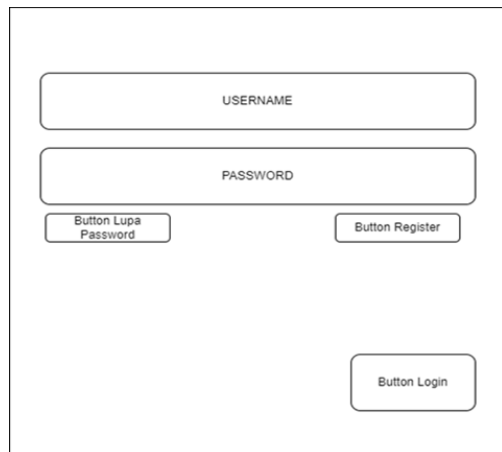 USERNAME
PASSWORD
Button Lupa
Password
Button Register
Button Login